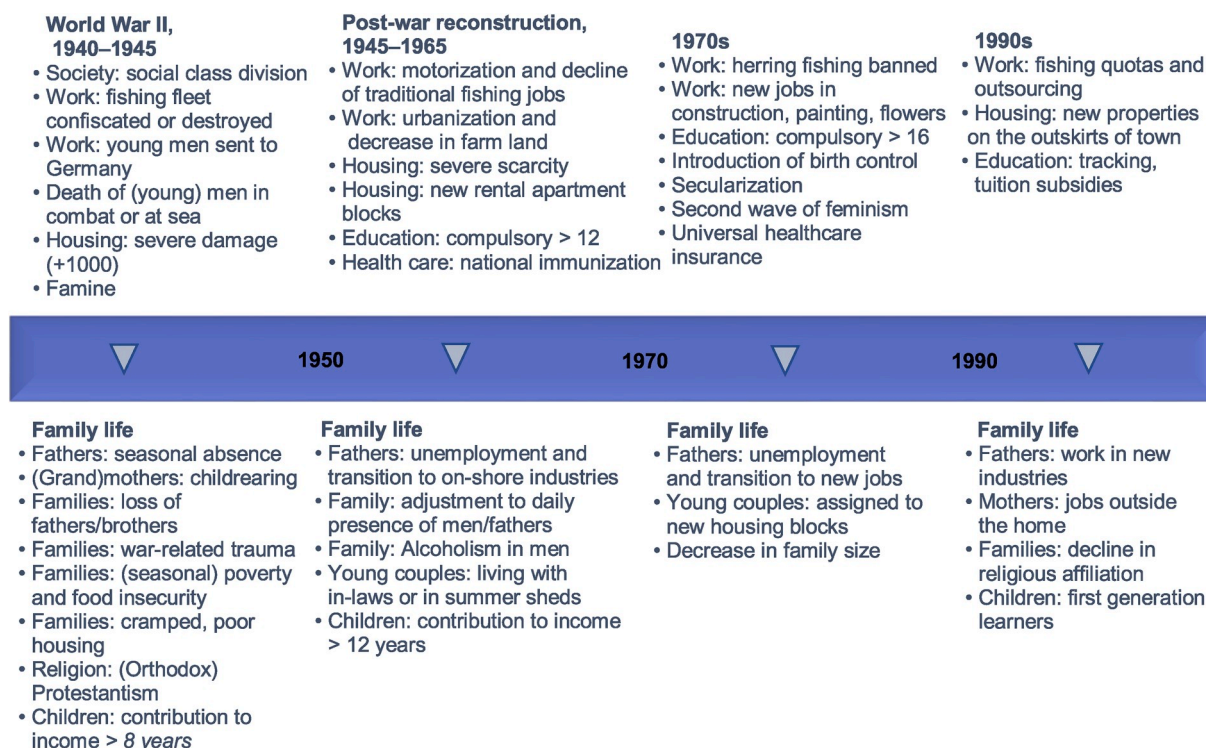 World War II,
1940–1945
• Society: social class division
• Work: fishing fleet
confiscated or destroyed
• Work: young men sent to
Germany
• Death of (young) men in
combat or at sea
• Housing: severe damage
(+1000)
• Famine
Post-war reconstruction,
1945–1965
• Work: motorization and decline
of traditional fishing jobs
• Work: urbanization and
decrease in farm land
• Housing: severe scarcity
• Housing: new rental apartment
blocks
• Education: compulsory > 12
• Health care: national immunization
1970s
• Work: herring fishing banned
• Work: new jobs in
construction, painting, flowers
• Education: compulsory > 16
• Introduction of birth control
• Secularization
• Second wave of feminism
• Universal healthcare
insurance
1990s
• Work: fishing quotas and
outsourcing
• Housing: new properties
on the outskirts of town
• Education: tracking,
tuition subsidies
1950
1970
1990
Family life
• Fathers: seasonal absence
• (Grand)mothers: childrearing
• Families: loss of
fathers/brothers
• Families: war-related trauma
• Families: (seasonal) poverty
and food insecurity
• Families: cramped, poor
housing
• Religion: (Orthodox)
Protestantism
• Children: contribution to
income > 8 years
Family life
• Fathers: unemployment and
transition to on-shore industries
• Family: adjustment to daily
presence of men/fathers
• Family: Alcoholism in men
• Young couples: living with
in-laws or in summer sheds
• Children: contribution to income
> 12 years
Family life
• Fathers: unemployment
and transition to new jobs
• Young couples: assigned to
new housing blocks
• Decrease in family size
Family life
• Fathers: work in new
industries
• Mothers: jobs outside
the home
• Families: decline in
religious affiliation
• Children: first generation
learners